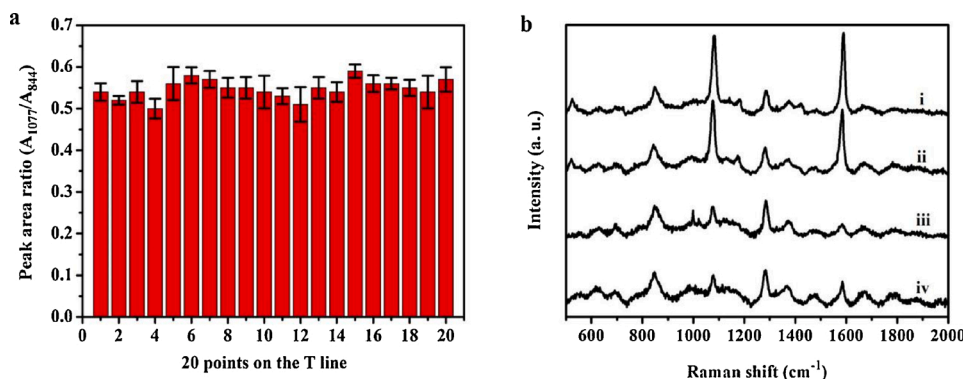 a
0.7
0.6
0.5
0.4
0.3
0.2
0.1
0.0
Peak area ratio (A1077/A844)
0 2 4 6 8 10 12 14 16 18 20
20 points on the T line
b
Intensity (a. u.)
i
ii
iii
iv
600 800 1000 1200 1400 1600 1800 2000
Raman shift (cm⁻¹)